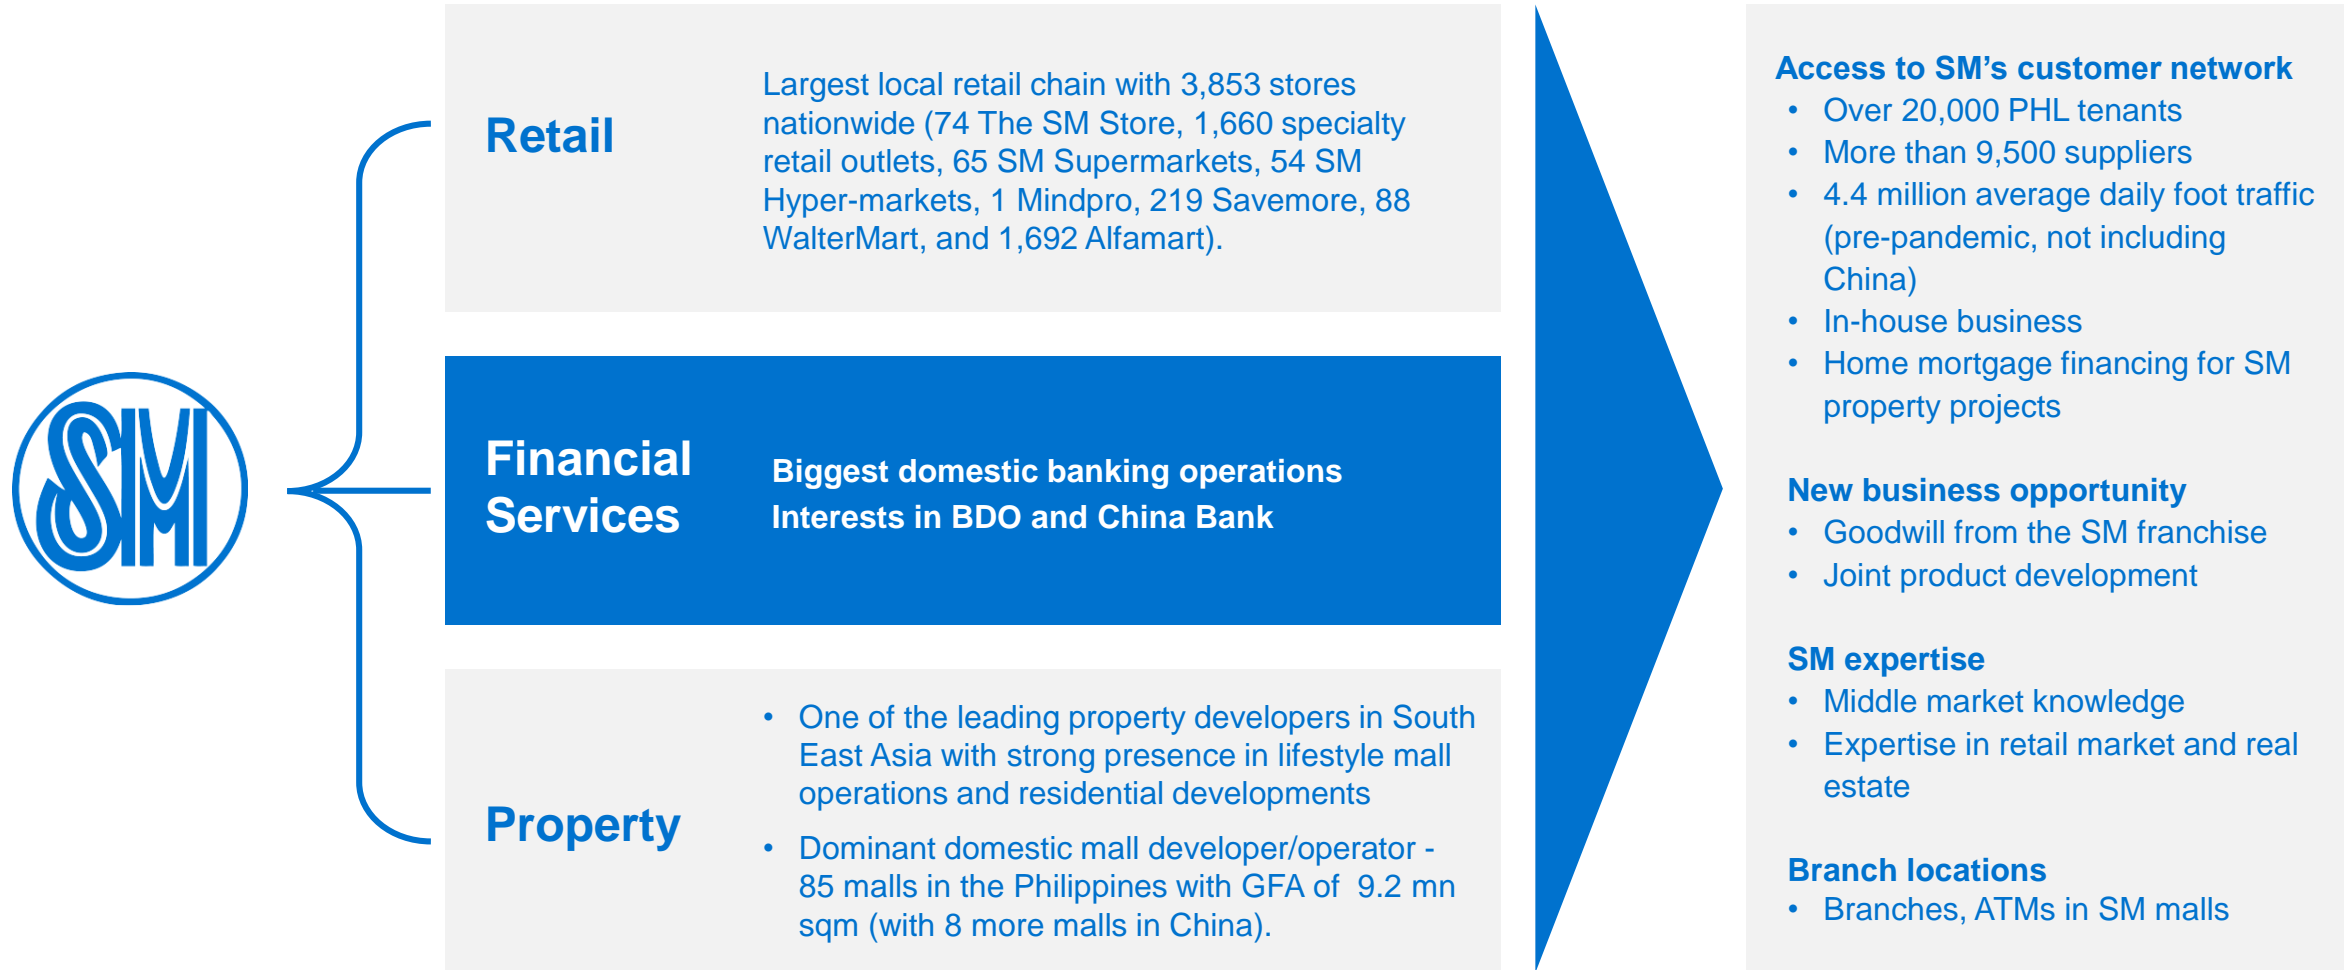 SM
Retail
Largest local retail chain with 3,853 stores
nationwide (74 The SM Store, 1,660 specialty
retail outlets, 65 SM Supermarkets, 54 SM
Hyper-markets, 1 Mindpro, 219 Savemore, 88
WalterMart, and 1,692 Alfamart).
Financial
Services
Biggest domestic banking operations
Interests in BDO and China Bank
Property
• One of the leading property developers in South
East Asia with strong presence in lifestyle mall
operations and residential developments
• Dominant domestic mall developer/operator -
85 malls in the Philippines with GFA of 9.2 mn
sqm (with 8 more malls in China).
Access to SM’s customer network
• Over 20,000 PHL tenants
• More than 9,500 suppliers
• 4.4 million average daily foot traffic
(pre-pandemic, not including
China)
• In-house business
• Home mortgage financing for SM
property projects
New business opportunity
• Goodwill from the SM franchise
• Joint product development
SM expertise
• Middle market knowledge
• Expertise in retail market and real
estate
Branch locations
• Branches, ATMs in SM malls